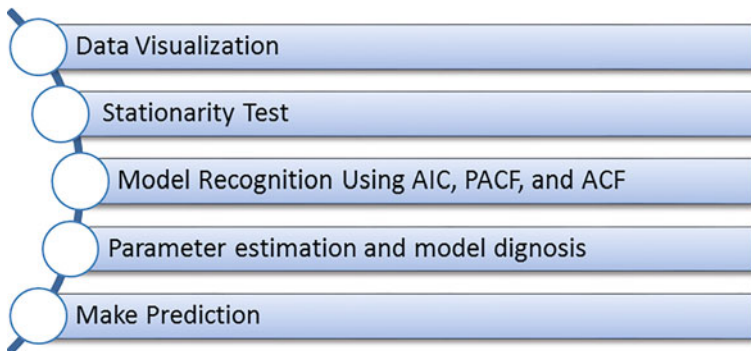 Data Visualization
Stationarity Test
Model Recognition Using AIC, PACF, and ACF
Parameter estimation and model dignosis
Make Prediction